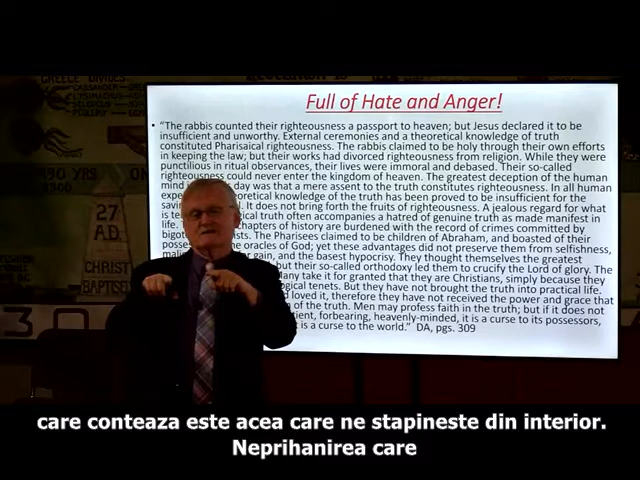 GREECE DIVIDES
CASSANDER
LYSIMACHUS
SELEUCUS
PTOLEMY
27
A.D.
CHRIST
Full of Hate and Anger!
• "The rabbis counted their righteousness a passport to heaven; but Jesus declared it to be
insufficient and unworthy. External ceremonies and a theoretical knowledge of truth
constituted Pharisaical righteousness. The rabbis claimed to be holy through their own efforts
in keeping the law; but their works had divorced righteousness from religion. While they were
punctilious in ritual observances, their lives were immoral and debased. Their so-called
righteousness could never enter the kingdom of heaven. The greatest deception of the human
mind day was that a mere assent to the truth constitutes righteousness. In all human
theoretical knowledge of the truth has been proved to be insufficient for the
It does not bring forth the fruits of righteousness. A jealous regard for what
is truth often accompanies a hatred of genuine truth as made manifest in
life. chapters of history are burdened with the record of crimes committed by
The Pharisees claimed to be children of Abraham, and boasted of their
oracles of God; yet these advantages did not preserve them from selfishness,
gain, and the basest hypocrisy. They thought themselves the greatest
but their so-called orthodoxy led them to crucify the Lord of glory. The
many take it for granted that they are Christians, simply because they
tenets. But they have not brought the truth into practical life.
loved it, therefore they have not received the power and grace that
of the truth. Men may profess faith in the truth; but if it does not
forbearing, heavenly-minded, it is a curse to its possessors,
is a curse to the world." DA, pgs. 309
care conteaza este acea care ne stapineste din interior.
Neprihanirea care